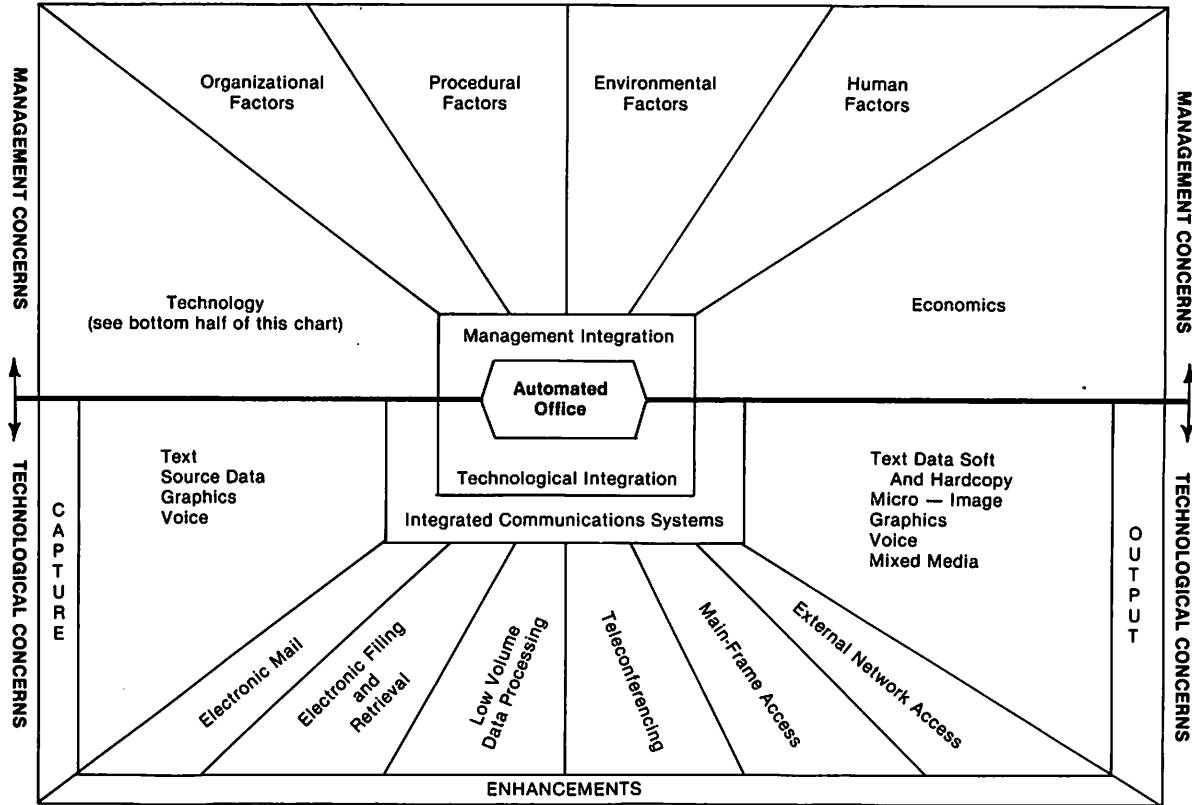 MANAGEMENT CONCERNS
Organizational
Factors
Procedural
Factors
Environmental
Factors
Human
Factors
MANAGEMENT CONCERNS
Technology
(see bottom half of this chart)
Economics
Management Integration
Automated
Office
Technological Integration
Integrated Communications Systems
TECHNOLOGICAL CONCERNS
CAPTURE
Text
Source Data
Graphics
Voice
Text Data Soft
And Hardcopy
Micro — Image
Graphics
Voice
Mixed Media
OUTPUT
TECHNOLOGICAL CONCERNS
Electronic Mail
Electronic Filing
and
Retrieval
Low Volume
Data Processing
Teleconferencing
Main-Frame Access
External Network Access
ENHANCEMENTS